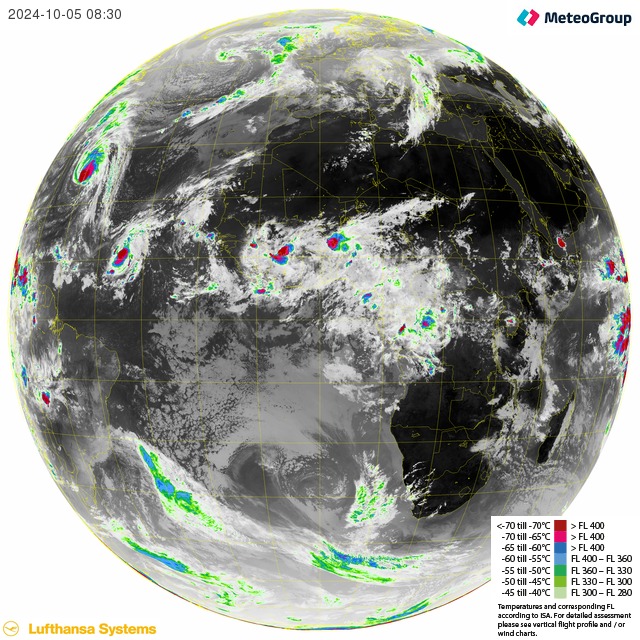 2024-10-05 08:30
MeteoGroup
<-70 till -70°C > FL 400
-70 till -65°C > FL 400
-65 till -60°C > FL 400
-60 till -55°C FL 400 – FL 360
-55 till -50°C FL 360 – FL 330
-50 till -45°C FL 330 – FL 300
-45 till -40°C FL 300 – FL 280
Temperatures and corresponding FL
according to ISA. For detailed assessment
please see vertical flight profile and / or
wind charts.
Lufthansa Systems